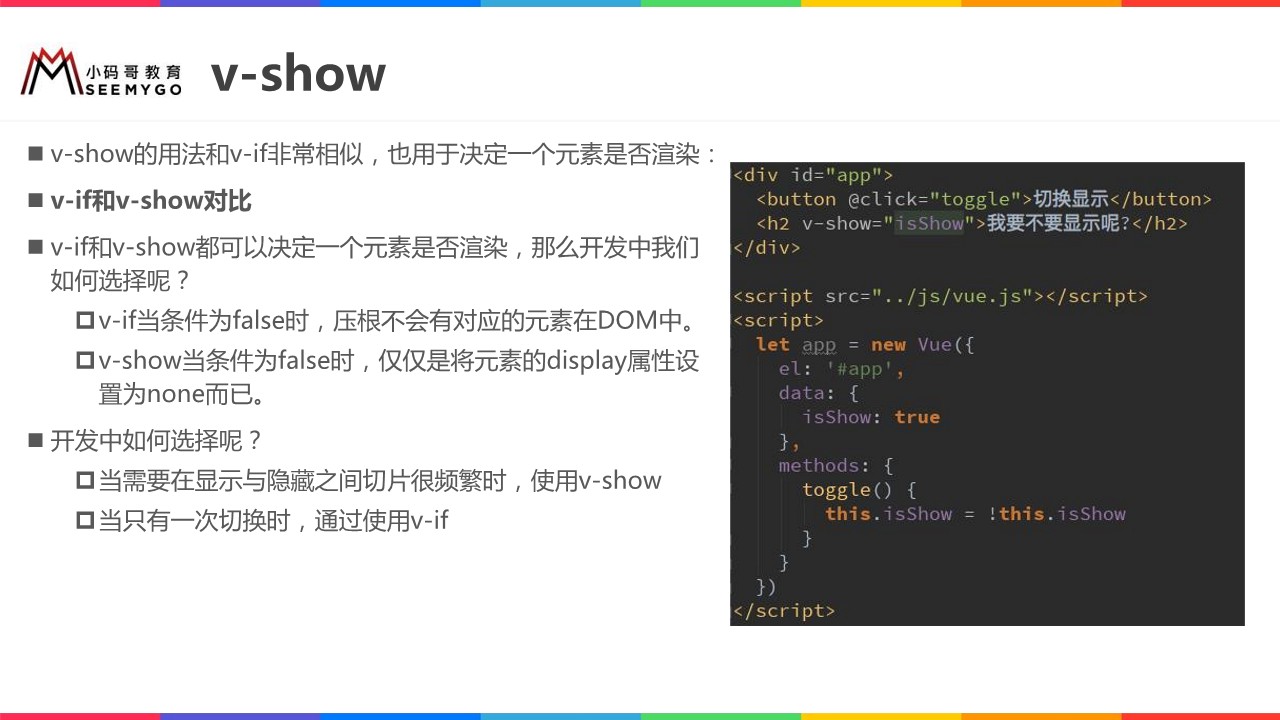 小码哥教育
SEEMYGO
v-show
v-show的用法和v-if非常相似，也用于决定一个元素是否渲染：
v-if和v-show对比
v-if和v-show都可以决定一个元素是否渲染，那么开发中我们
如何选择呢？
v-if当条件为false时，压根不会有对应的元素在DOM中。
v-show当条件为false时，仅仅是将元素的display属性设
置为none而已。
开发中如何选择呢？
当需要在显示与隐藏之间切片很频繁时，使用v-show
当只有一次切换时，通过使用v-if
<div id="app">
  <button @click="toggle">切换显示</button>
  <h2 v-show="isShow">我要不要显示呢?</h2>
</div>
<script src="../js/vue.js"></script>
<script>
  let app = new Vue({
    el: '#app',
    data: {
      isShow: true
    },
    methods: {
      toggle() {
        this.isShow = !this.isShow
      }
    }
  })
</script>